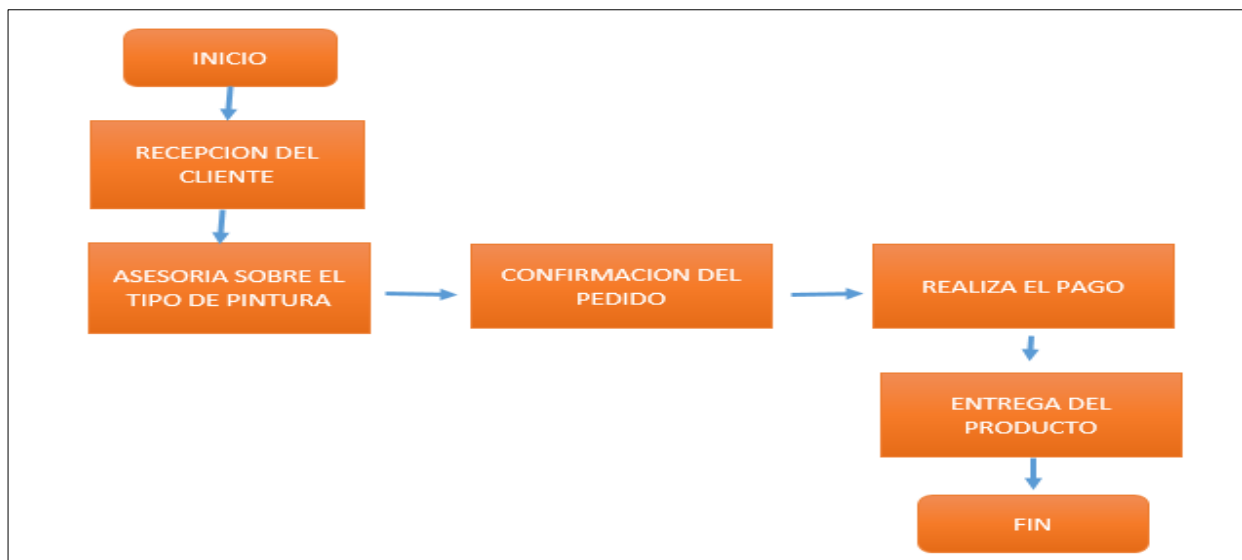 INICIO
RECEPCION DEL
CLIENTE
ASESORIA SOBRE EL
TIPO DE PINTURA
CONFIRMACION DEL
PEDIDO
REALIZA EL PAGO
ENTREGA DEL
PRODUCTO
FIN